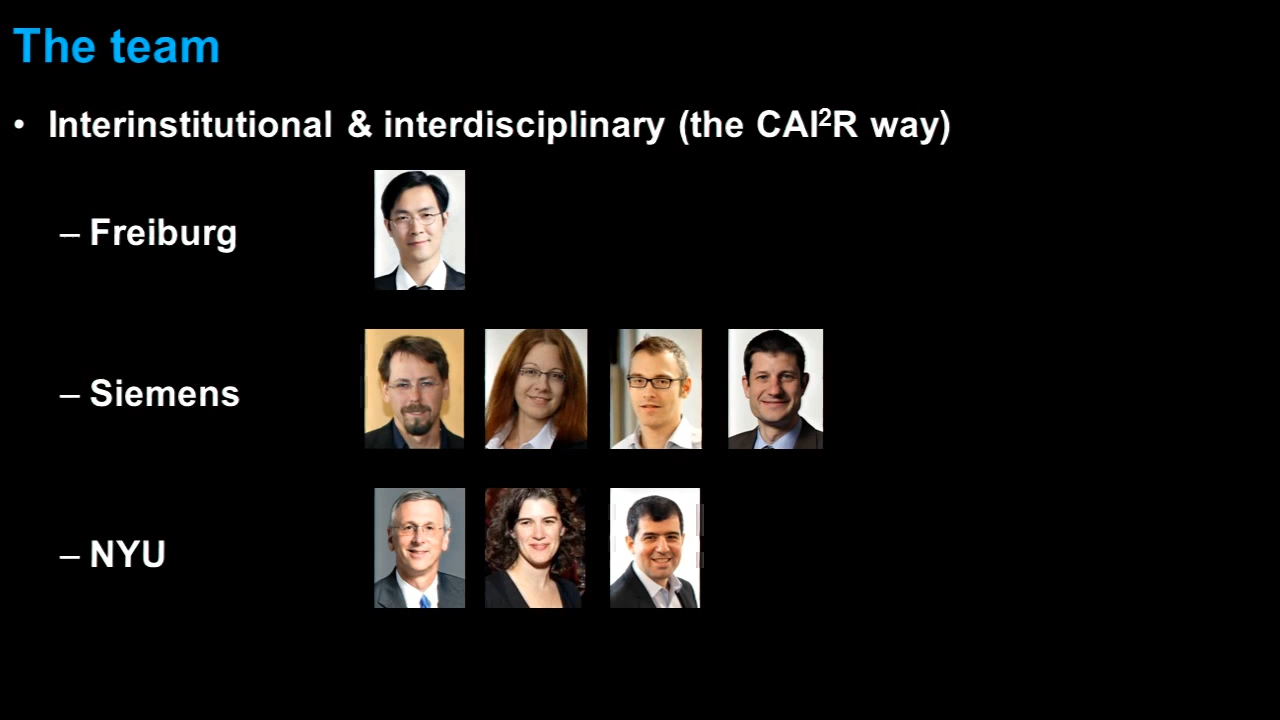 The team
• Interinstitutional & interdisciplinary (the CAI²R way)
– Freiburg
– Siemens
– NYU